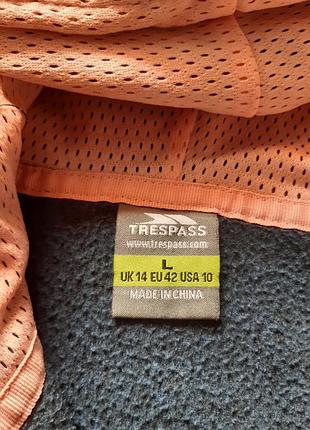 TRESPASS
www.trespass.com
L
UK 14 EU 42 USA 10
MADE IN CHINA